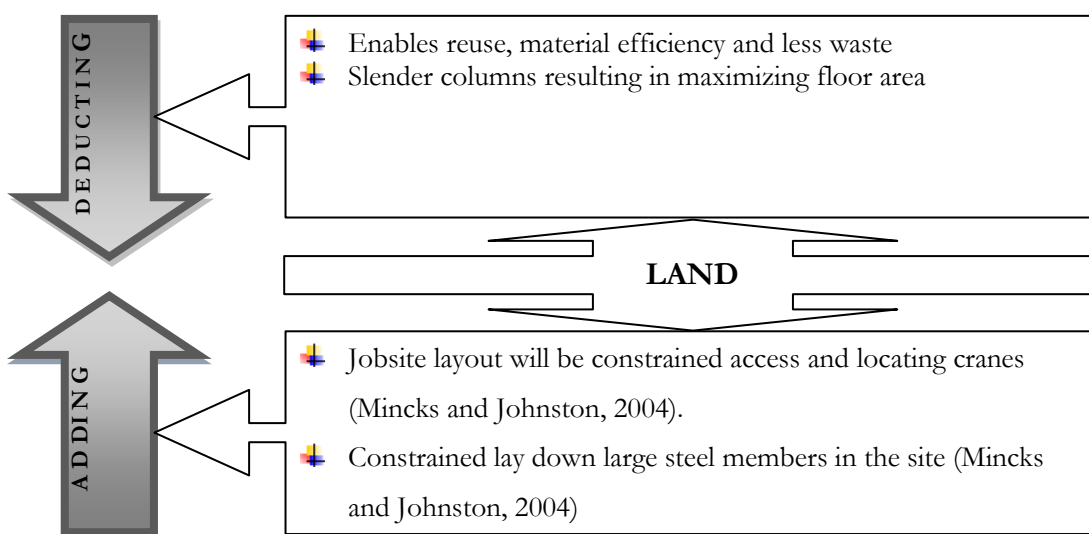 DEDUCTING
Enables reuse, material efficiency and less waste
Slender columns resulting in maximizing floor area
LAND
ADDING
Jobsite layout will be constrained access and locating cranes
(Mincks and Johnston, 2004).
Constrained lay down large steel members in the site (Mincks
and Johnston, 2004)